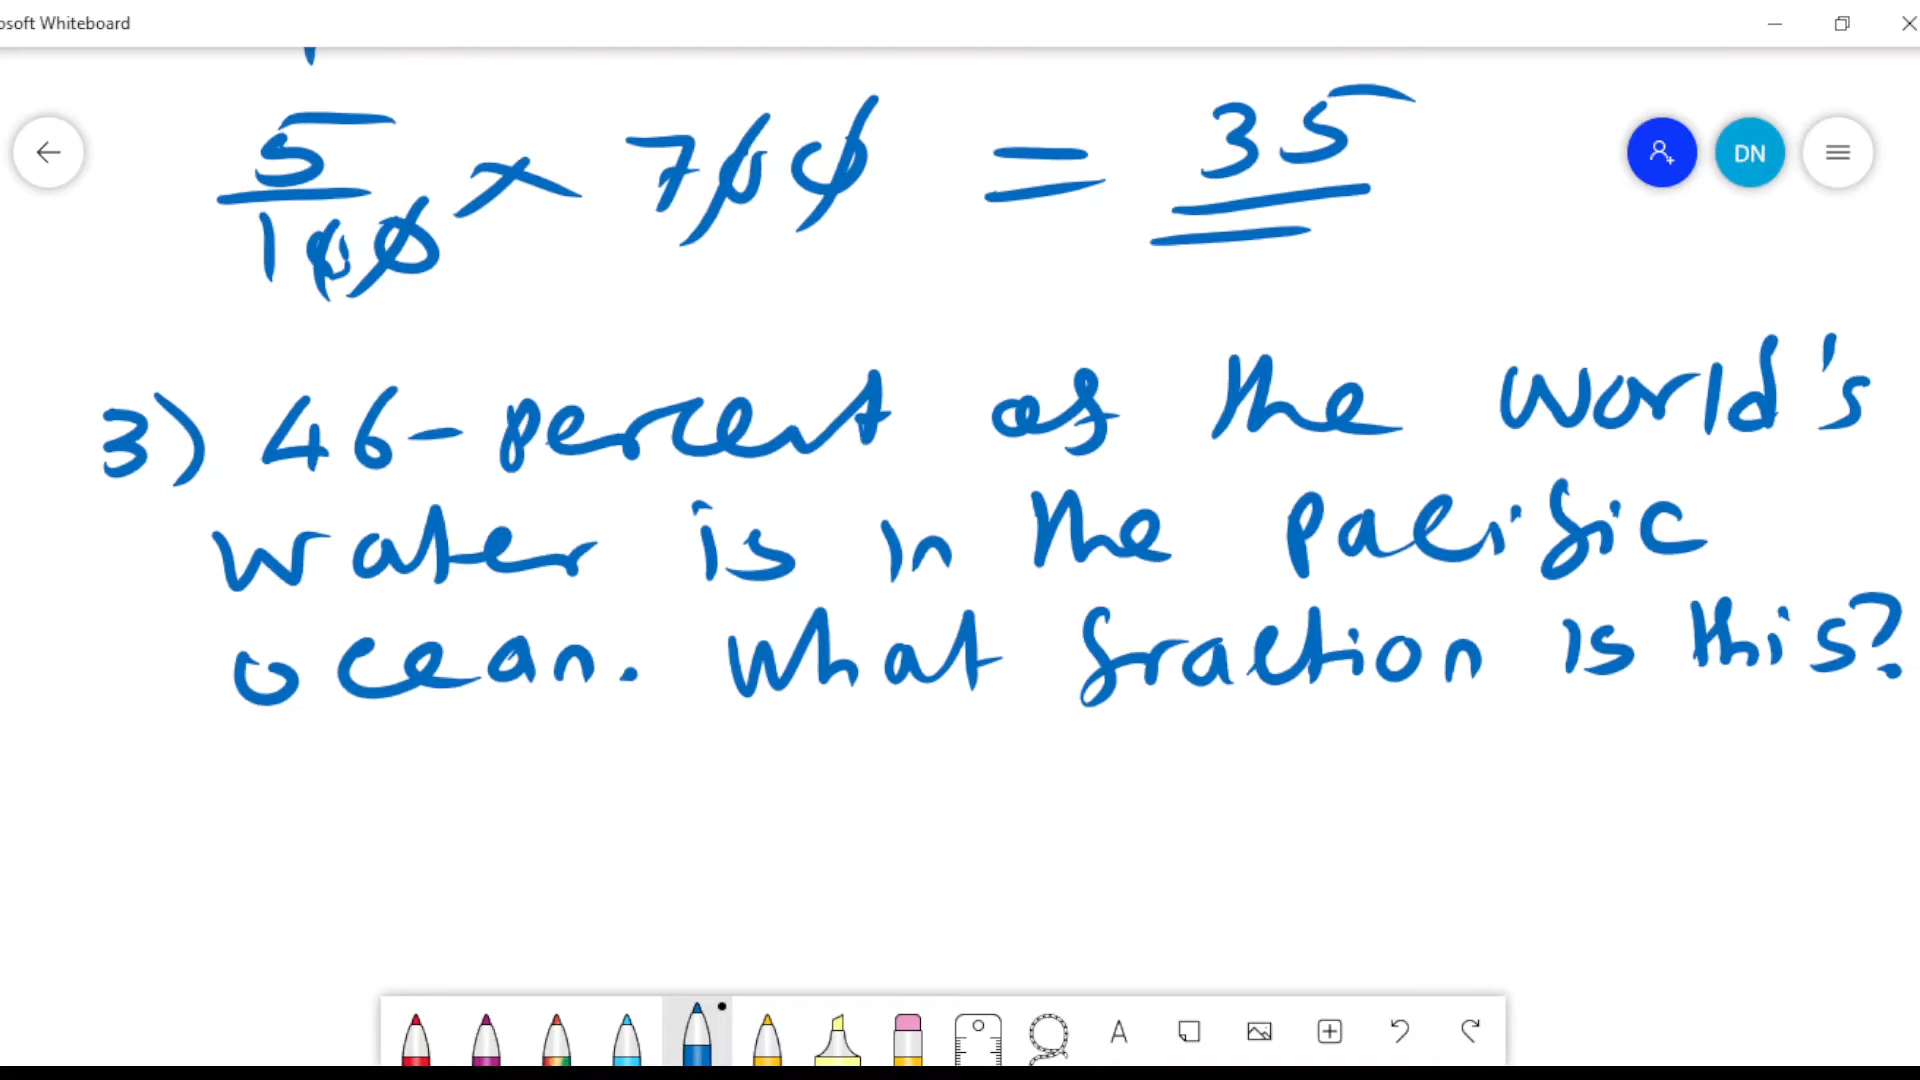 osoft Whiteboard
5/100 × 700 = 35
DN
3) 46-percent of the world's
water is in the pacific
ocean. What fraction is this?
A